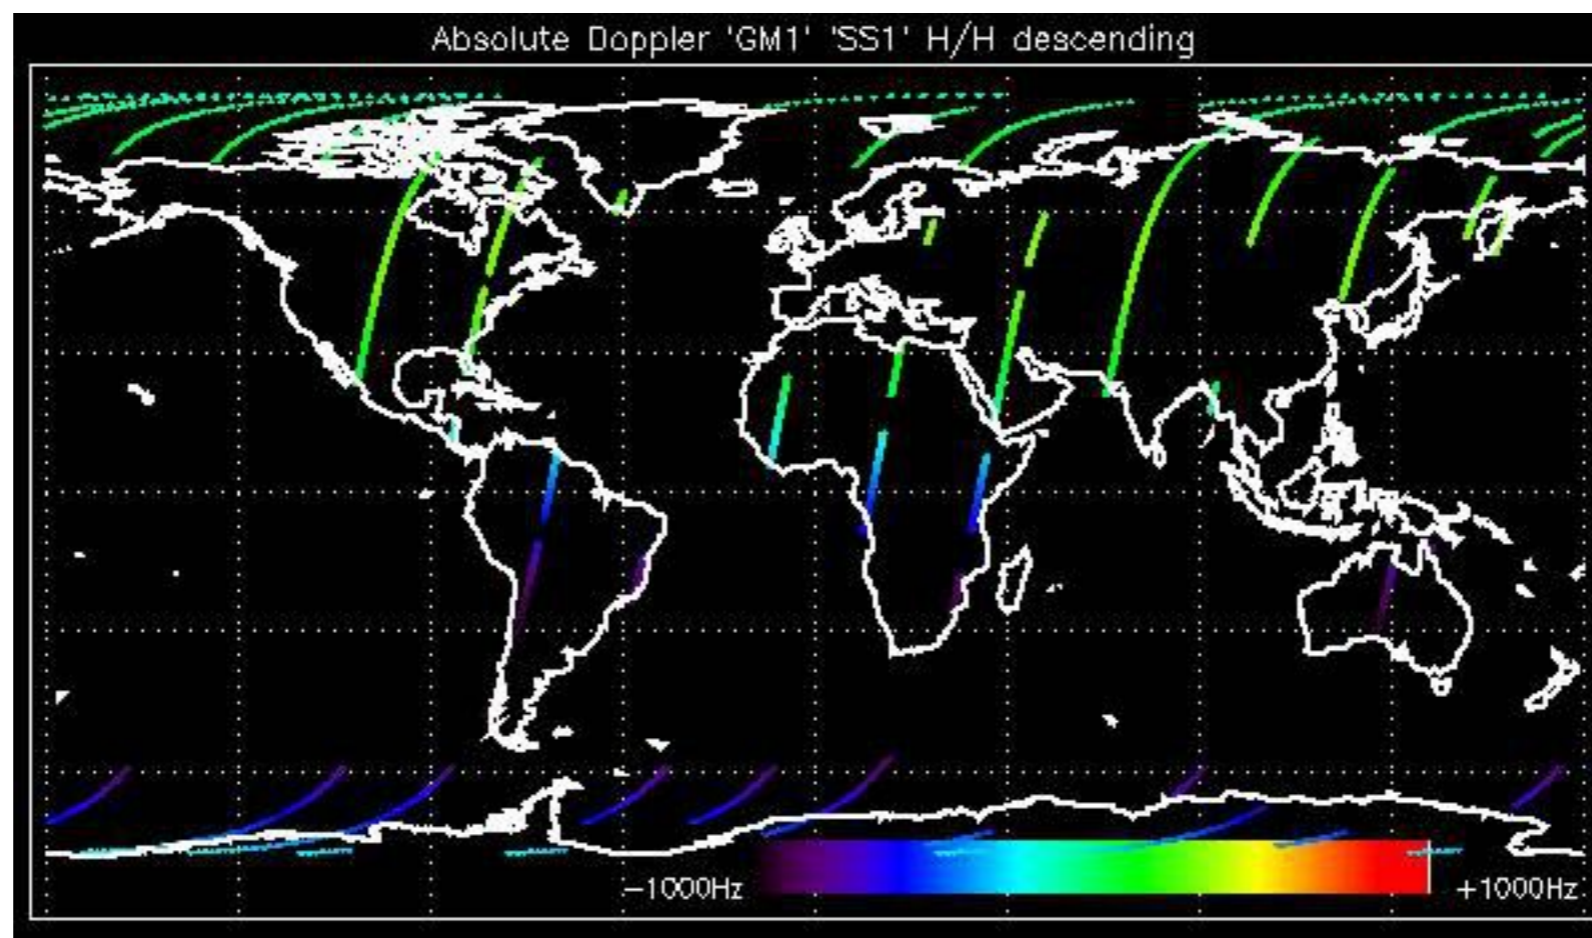 Absolute Doppler 'GM1' 'SS1' H/H descending
-1000Hz +1000Hz